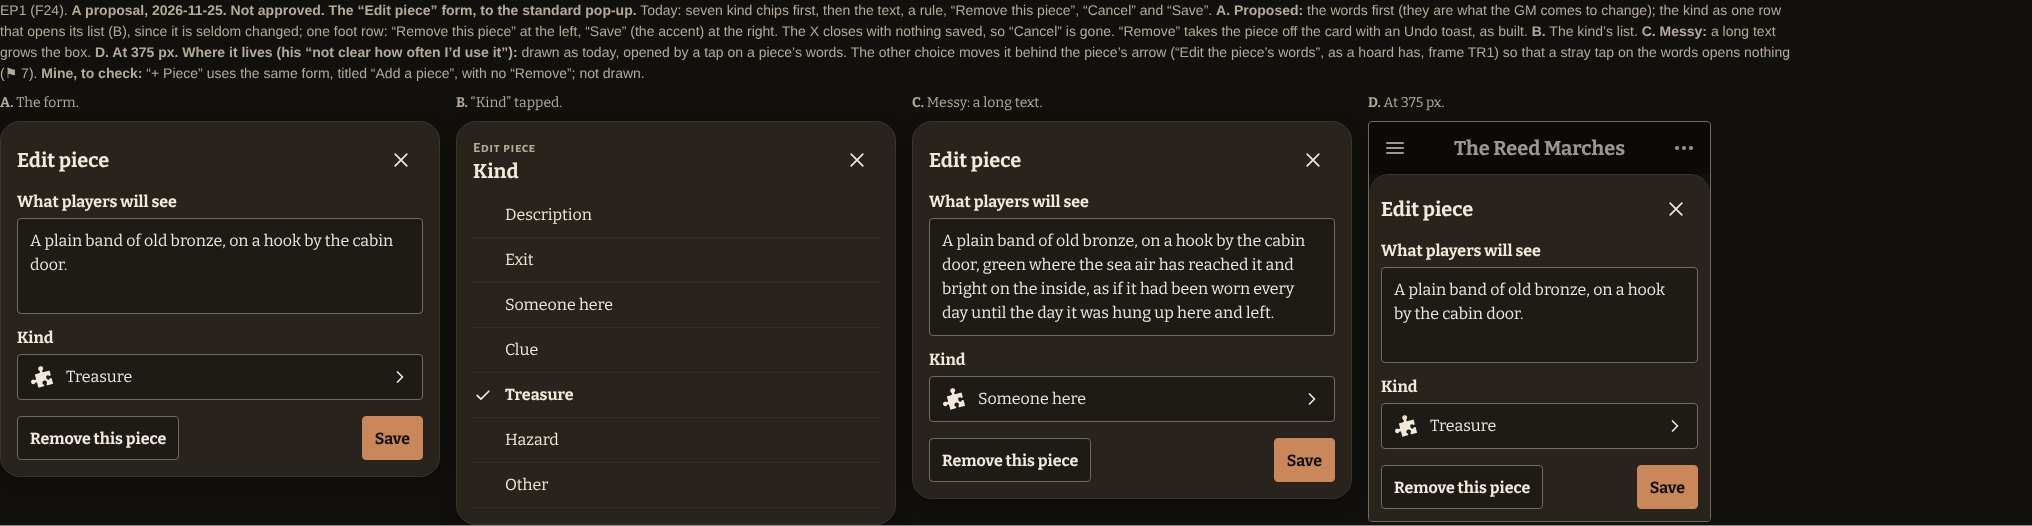 EP1 (F24). A proposal, 2026-11-25. Not approved. The “Edit piece” form, to the standard pop-up. Today: seven kind chips first, then the text, a rule, “Remove this piece”, “Cancel” and “Save”. A. Proposed: the words first (they are what the GM comes to change); the kind as one row
that opens its list (B), since it is seldom changed; one foot row: “Remove this piece” at the left, “Save” (the accent) at the right. The X closes with nothing saved, so “Cancel” is gone. “Remove” takes the piece off the card with an Undo toast, as built. B. The kind’s list. C. Messy: a long text
grows the box. D. At 375 px. Where it lives (his “not clear how often I’d use it”): drawn as today, opened by a tap on a piece’s words. The other choice moves it behind the piece’s arrow (“Edit the piece’s words”, as a hoard has, frame TR1) so that a stray tap on the words opens nothing
(⚑ 7). Mine, to check: “+ Piece” uses the same form, titled “Add a piece”, with no “Remove”; not drawn.
A. The form.
Edit piece
What players will see
A plain band of old bronze, on a hook by the cabin
door.
Kind
Treasure
Remove this piece
Save
B. “Kind” tapped.
EDIT PIECE
Kind
Description
Exit
Someone here
Clue
Treasure
Hazard
Other
C. Messy: a long text.
Edit piece
What players will see
A plain band of old bronze, on a hook by the cabin
door, green where the sea air has reached it and
bright on the inside, as if it had been worn every
day until the day it was hung up here and left.
Kind
Someone here
Remove this piece
Save
D. At 375 px.
The Reed Marches
Edit piece
What players will see
A plain band of old bronze, on a hook
by the cabin door.
Kind
Treasure
Remove this piece
Save